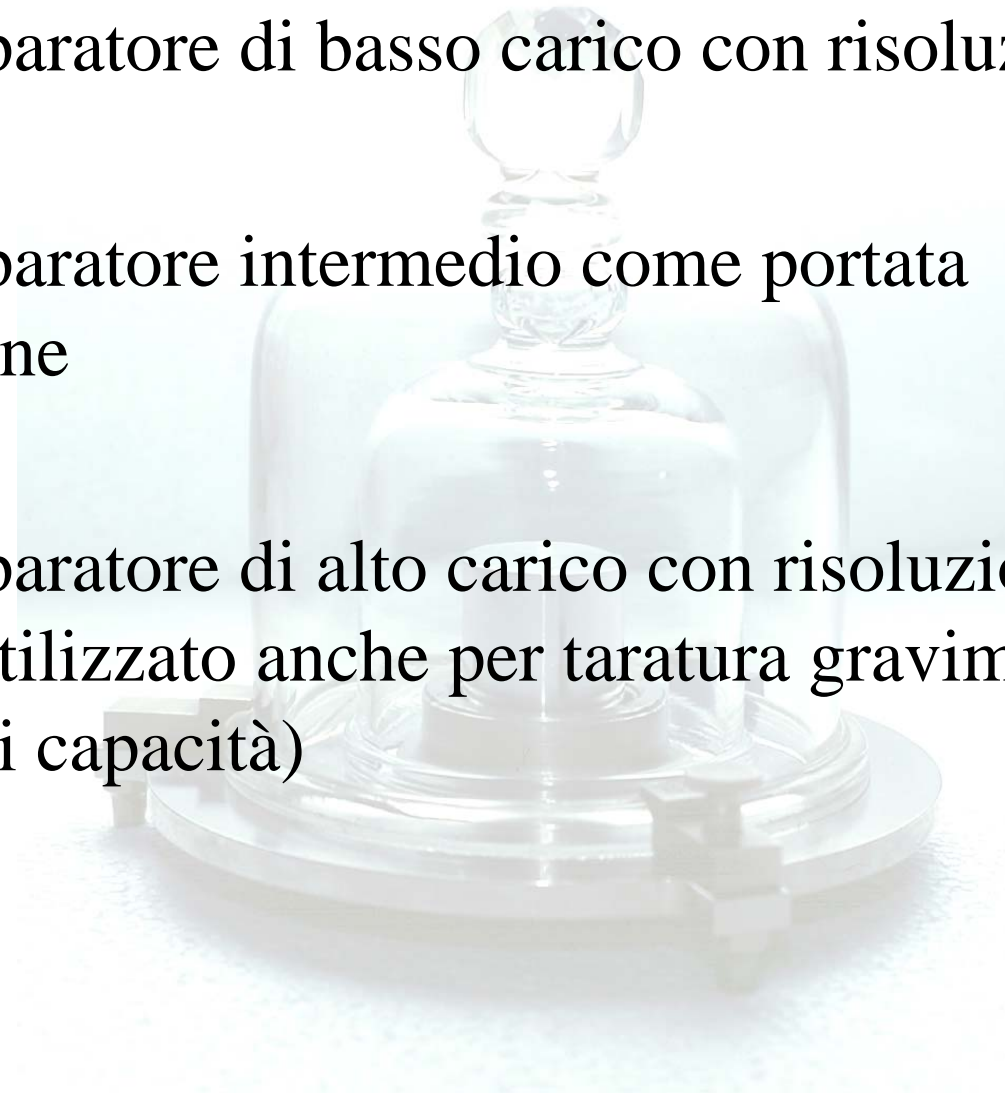 paratore di basso carico con risoluz
paratore intermedio come portata
ne
paratore di alto carico con risoluzio
tilizzato anche per taratura gravim
i capacità)